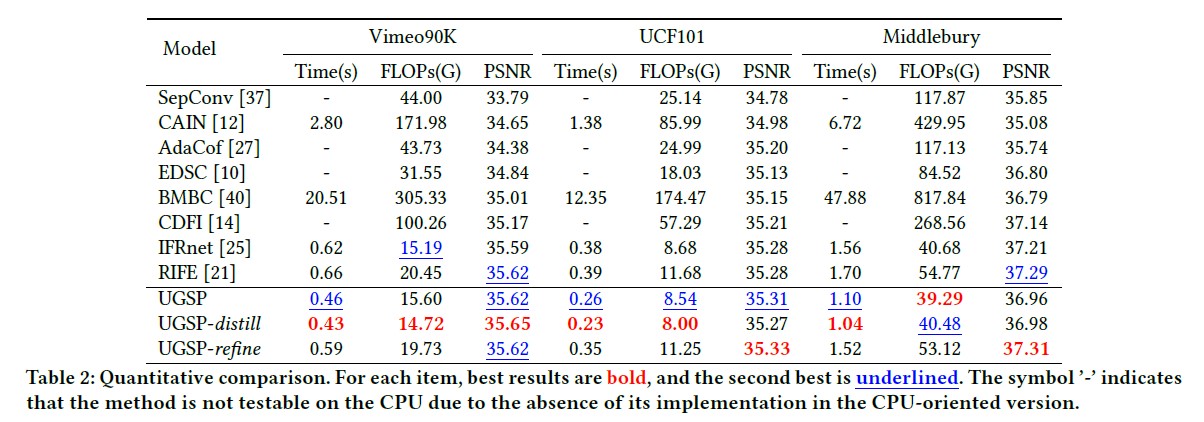 Model Vimeo90K UCF101 Middlebury
Time(s) FLOPs(G) PSNR Time(s) FLOPs(G) PSNR Time(s) FLOPs(G) PSNR
SepConv [37] - 44.00 33.79 - 25.14 34.78 - 117.87 35.85
CAIN [12] 2.80 171.98 34.65 1.38 85.99 34.98 6.72 429.95 35.08
AdaCof [27] - 43.73 34.38 - 24.99 35.20 - 117.13 35.74
EDSC [10] - 31.55 34.84 - 18.03 35.13 - 84.52 36.80
BMBC [40] 20.51 305.33 35.01 12.35 174.47 35.15 47.88 817.84 36.79
CDFI [14] - 100.26 35.17 - 57.29 35.21 - 268.56 37.14
IFRnet [25] 0.62 15.19 35.59 0.38 8.68 35.28 1.56 40.68 37.21
RIFE [21] 0.66 20.45 35.62 0.39 11.68 35.28 1.70 54.77 37.29
UGSP 0.46 15.60 35.62 0.26 8.54 35.31 1.10 39.29 36.96
UGSP-distill 0.43 14.72 35.65 0.23 8.00 35.27 1.04 40.48 36.98
UGSP-refine 0.59 19.73 35.62 0.35 11.25 35.33 1.52 53.12 37.31
Table 2: Quantitative comparison. For each item, best results are bold, and the second best is underlined. The symbol '-' indicates
that the method is not testable on the CPU due to the absence of its implementation in the CPU-oriented version.